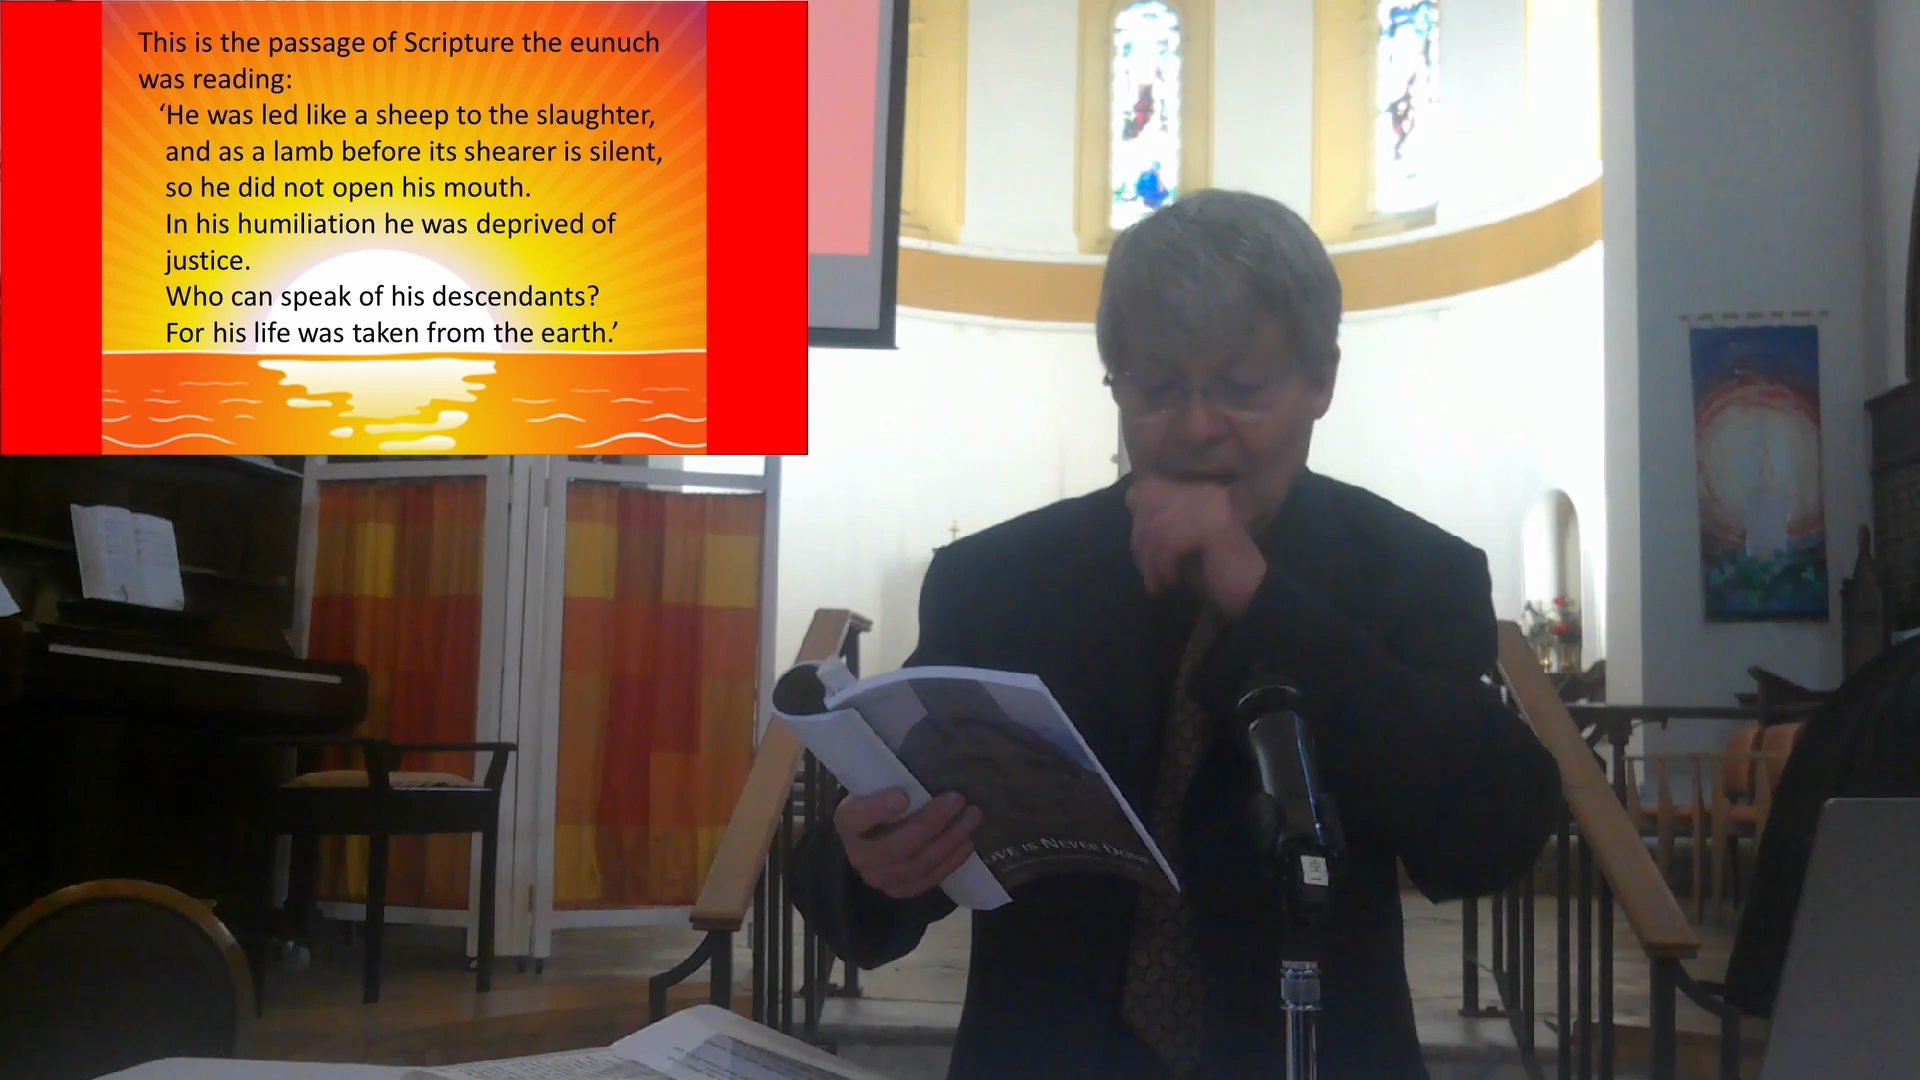 This is the passage of Scripture the eunuch
was reading:
‘He was led like a sheep to the slaughter,
and as a lamb before its shearer is silent,
so he did not open his mouth.
In his humiliation he was deprived of
justice.
Who can speak of his descendants?
For his life was taken from the earth.’
IS NEVER
HH1